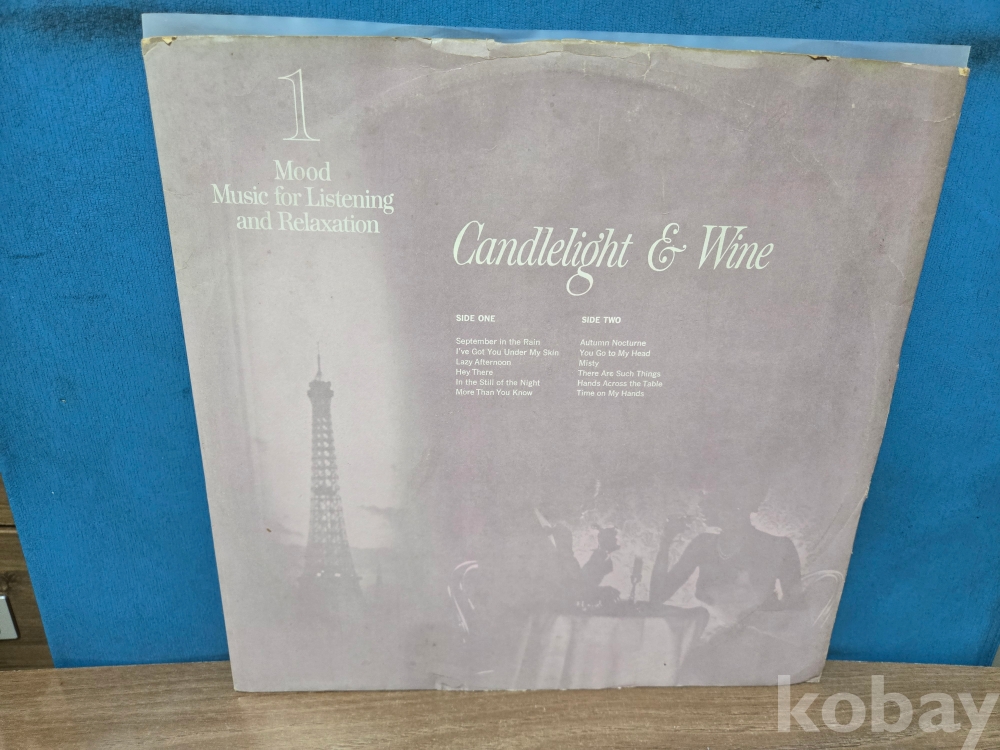 1
Mood
Music for Listening
and Relaxation
Candlelight & Wine
SIDE ONE
September in the Rain
I've Got You Under My Skin
Lazy Afternoon
Hey There
In the Still of the Night
More Than You Know
SIDE TWO
Autumn Nocturne
You Go to My Head
Misty
There Are Such Things
Hands Across the Table
Time on My Hands
kobay